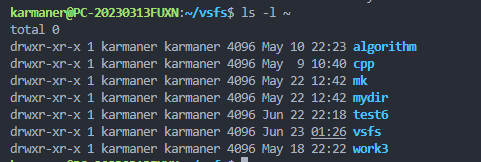 karmaner@PC-20230313FUXN:~/vsfs$ ls -l ~
total 0
drwxr-xr-x 1 karmaner karmaner 4096 May 10 22:23 algorithm
drwxr-xr-x 1 karmaner karmaner 4096 May  9 10:40 cpp
drwxr-xr-x 1 karmaner karmaner 4096 May 22 12:42 mk
drwxr-xr-x 1 karmaner karmaner 4096 May 22 12:42 mydir
drwxr-xr-x 1 karmaner karmaner 4096 Jun 22 22:18 test6
drwxr-xr-x 1 karmaner karmaner 4096 Jun 23 01:26 vsfs
drwxr-xr-x 1 karmaner karmaner 4096 May 18 22:22 work3
karmaner@PC-20230313FUXN:~/vsfs$